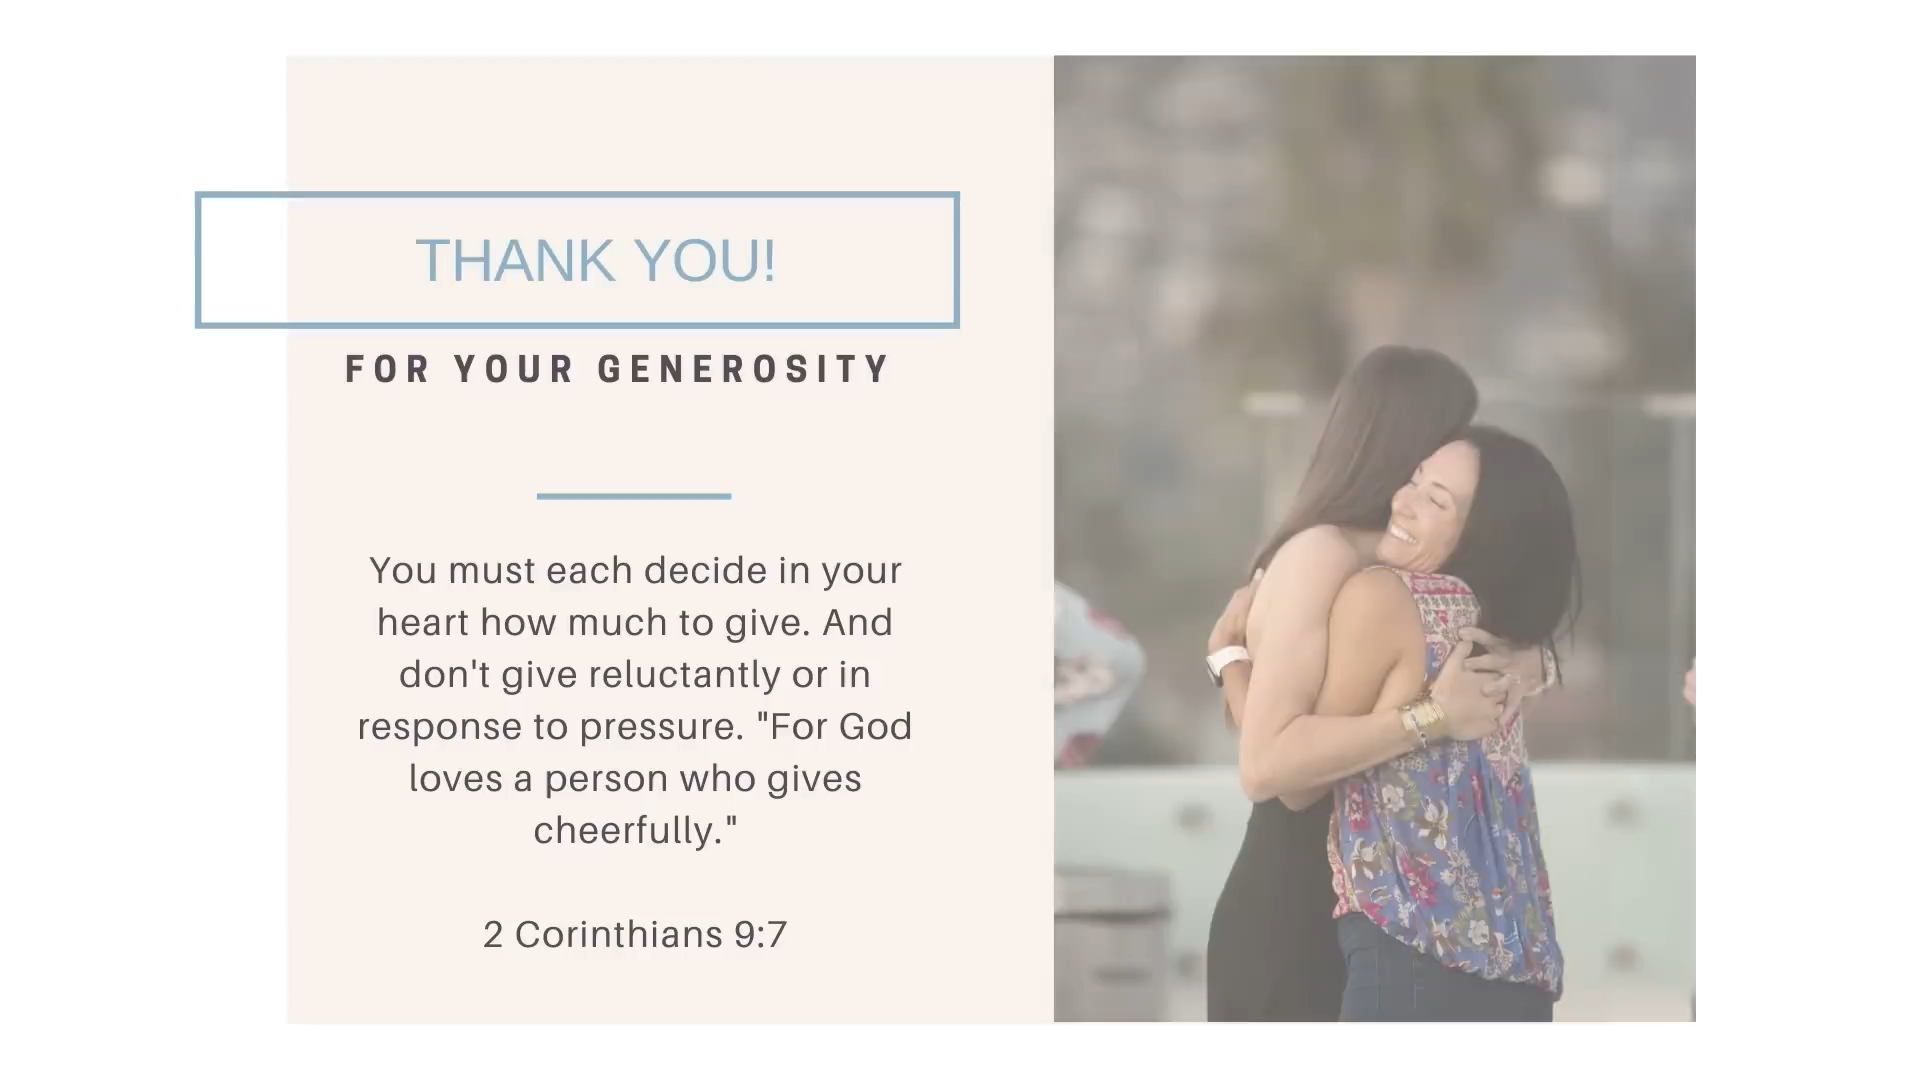 THANK YOU!
FOR YOUR GENEROSITY
You must each decide in your
heart how much to give. And
don't give reluctantly or in
response to pressure. "For God
loves a person who gives
cheerfully."
2 Corinthians 9:7